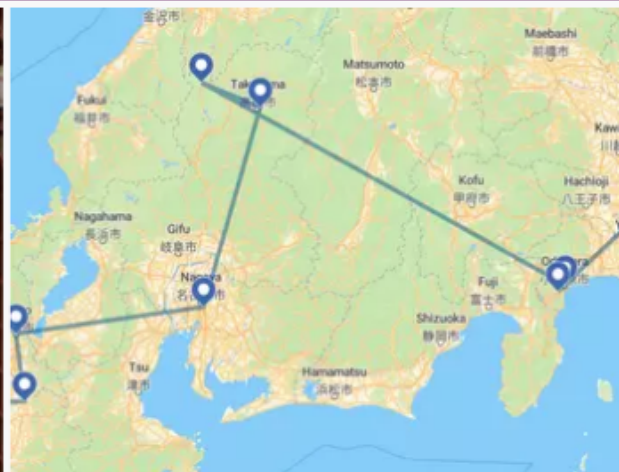 金沢市
Maebashi
前橋市
Matsumoto
松本市
Fukui
福井市
Kofu
甲府市
Hachioji
八王子市
Nagahama
長浜市
Gifu
岐阜市
Fuji
富士市
Shizuoka
静岡市
Tsu
津市
Hamamatsu
浜松市